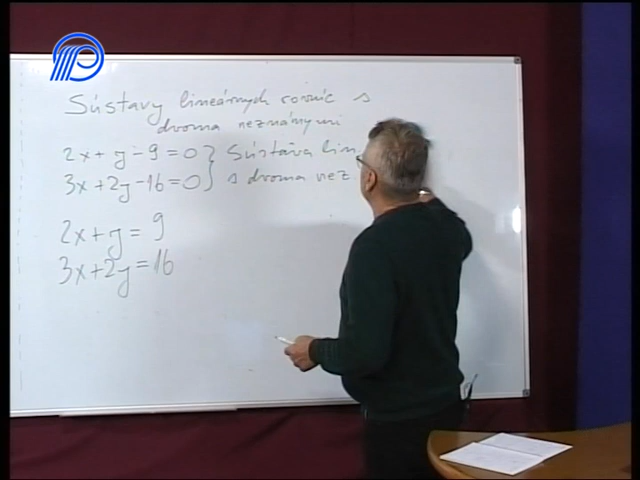 Sústavy lineárnych rovníc s
dvoma neznámymi
2x+y-9=0 } Sústava lin
3x+2y-16=0 } s dvoma nez
2x+y=9
3x+2y=16